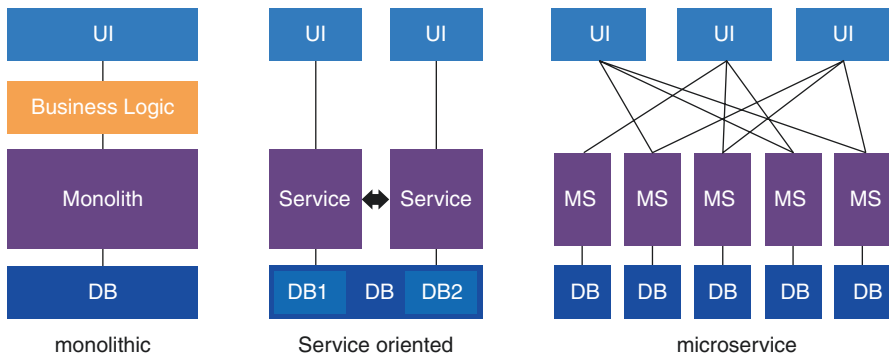 UI
Business Logic
Monolith
DB
monolithic
UI UI
Service Service
DB1 DB DB2
Service oriented
UI UI UI
MS MS MS MS MS
DB DB DB DB DB
microservice